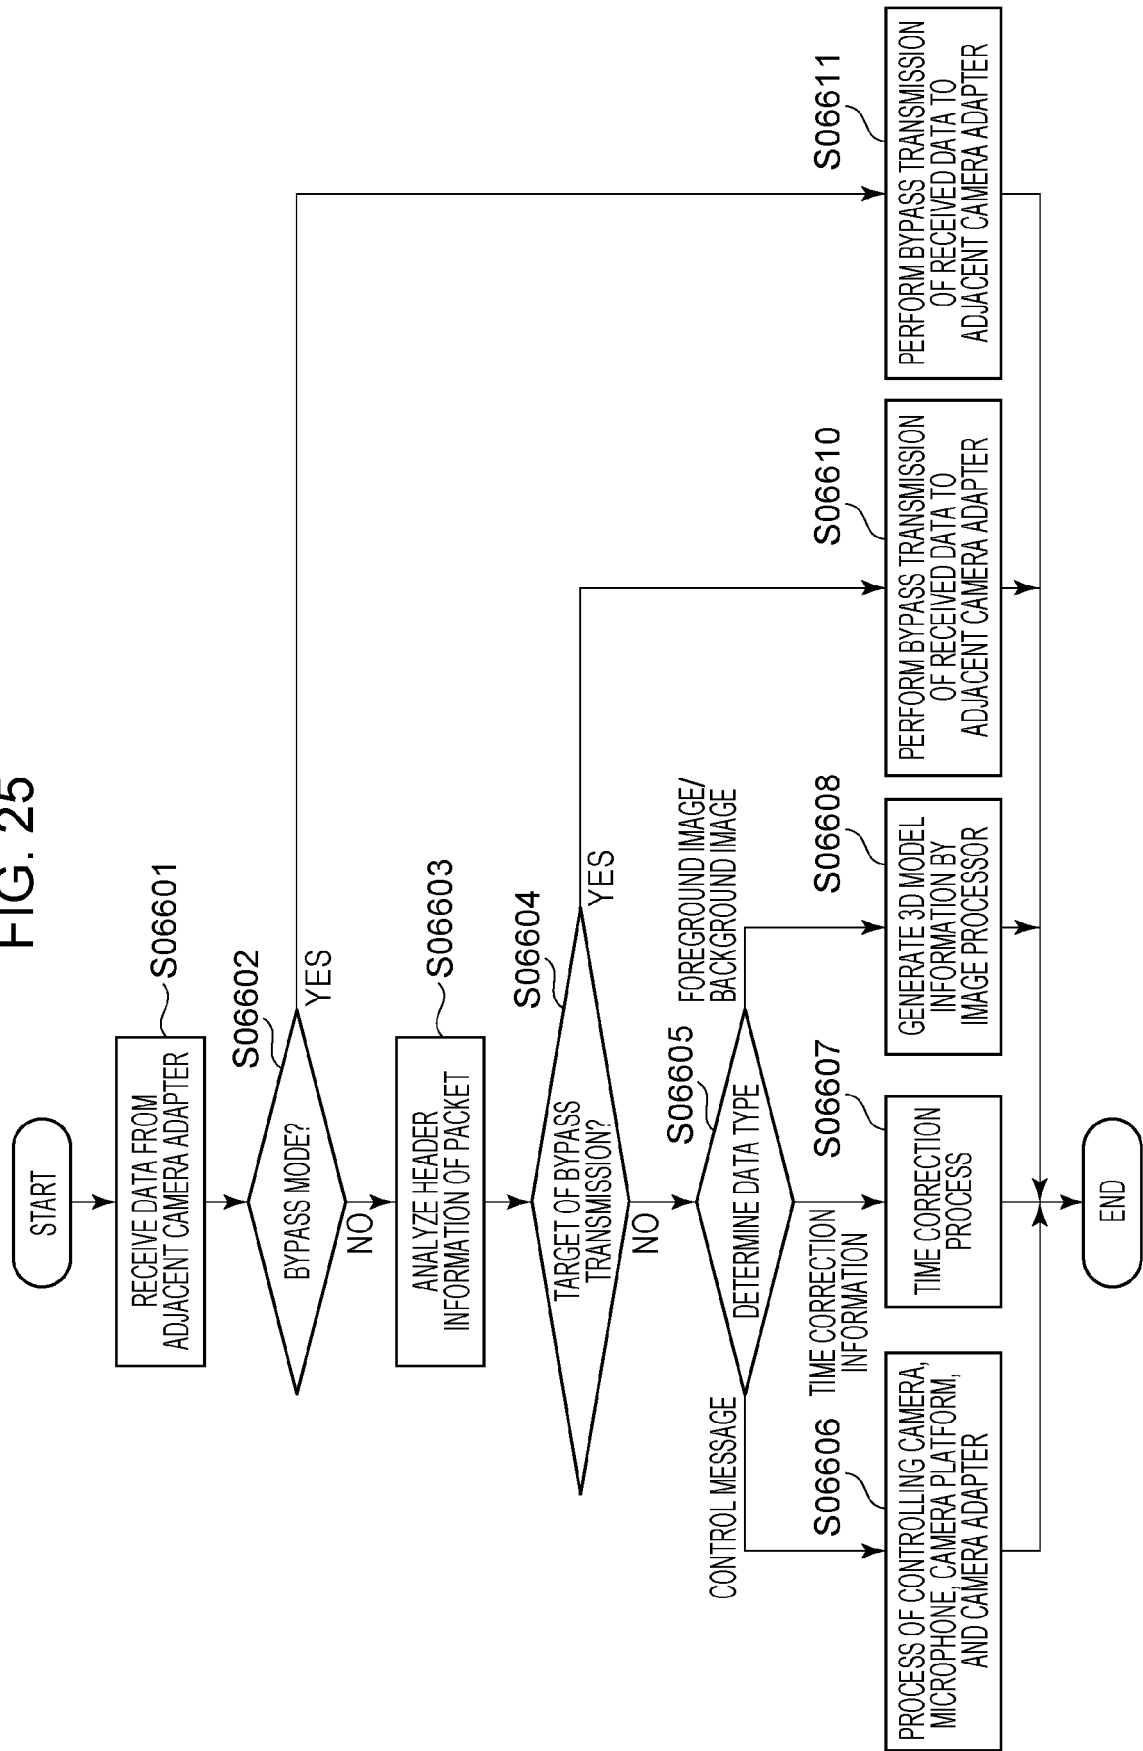 FIG. 25
START
RECEIVE DATA FROM
ADJACENT CAMERA ADAPTER
S06601
BYPASS MODE?
S06602
YES
NO
ANALYZE HEADER
INFORMATION OF PACKET
S06603
TARGET OF BYPASS
TRANSMISSION?
S06604
YES
NO
DETERMINE DATA TYPE
S06605
CONTROL MESSAGE
TIME CORRECTION
INFORMATION
FOREGROUND IMAGE/
BACKGROUND IMAGE
S06606
PROCESS OF CONTROLLING CAMERA,
MICROPHONE, CAMERA PLATFORM,
AND CAMERA ADAPTER
S06607
TIME CORRECTION
PROCESS
S06608
GENERATE 3D MODEL
INFORMATION BY
IMAGE PROCESSOR
S06610
PERFORM BYPASS TRANSMISSION
OF RECEIVED DATA TO
ADJACENT CAMERA ADAPTER
S06611
PERFORM BYPASS TRANSMISSION
OF RECEIVED DATA TO
ADJACENT CAMERA ADAPTER
END